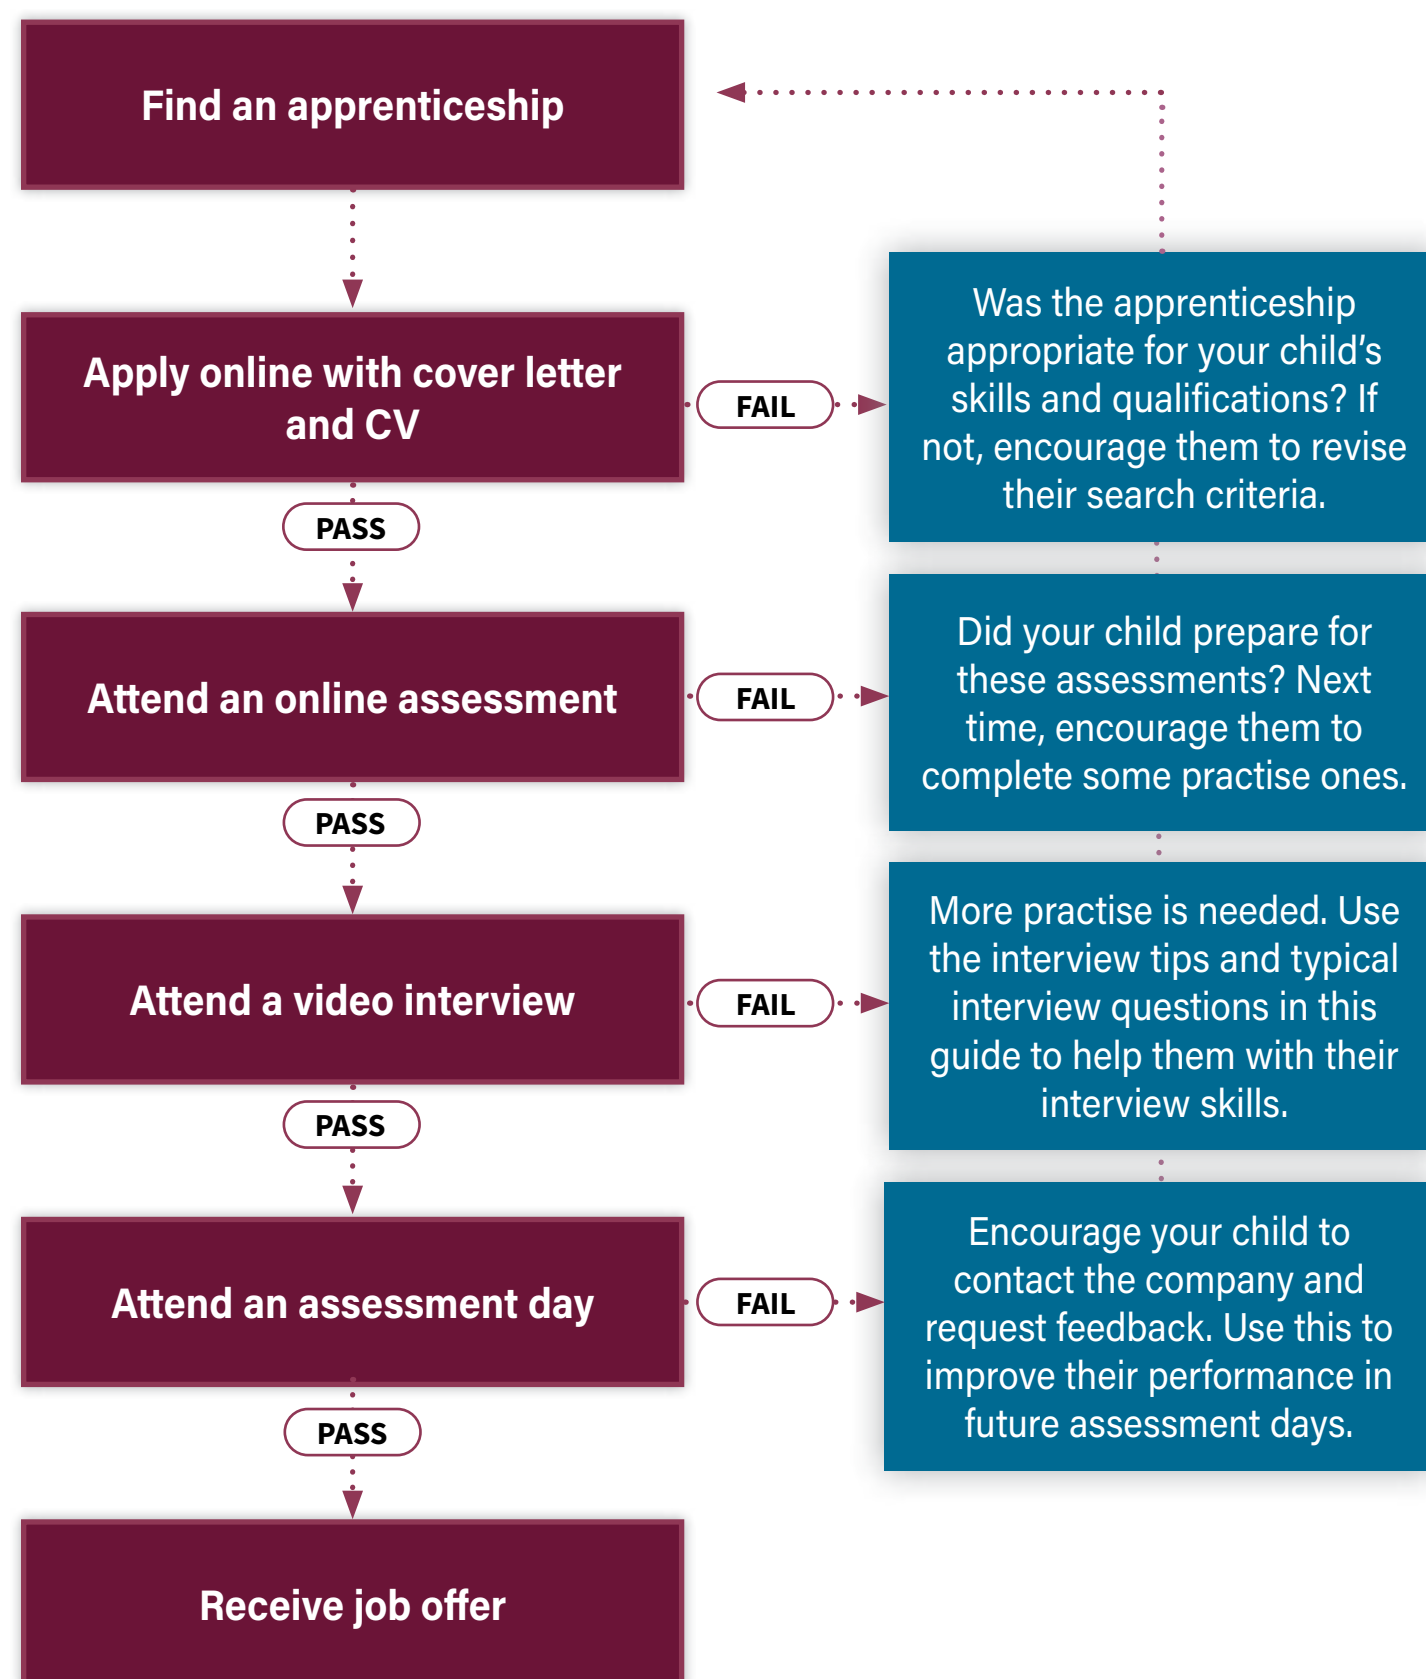 Find an apprenticeship
Apply online with cover letter
and CV
FAIL
Was the apprenticeship
appropriate for your child's
skills and qualifications? If
not, encourage them to revise
their search criteria.
PASS
Attend an online assessment
FAIL
Did your child prepare for
these assessments? Next
time, encourage them to
complete some practise ones.
PASS
Attend a video interview
FAIL
More practise is needed. Use
the interview tips and typical
interview questions in this
guide to help them with their
interview skills.
PASS
Attend an assessment day
FAIL
Encourage your child to
contact the company and
request feedback. Use this to
improve their performance in
future assessment days.
PASS
Receive job offer